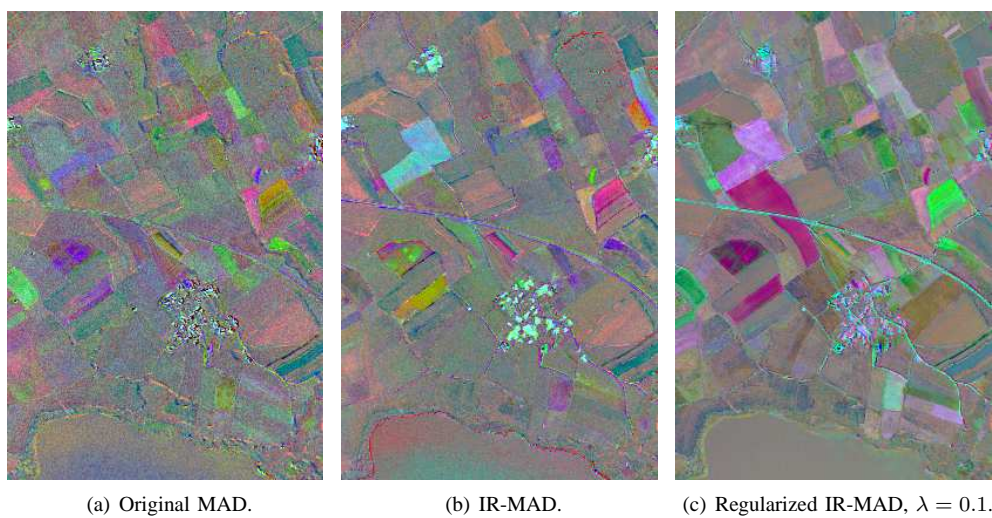 (a) Original MAD.
(b) IR-MAD.
(c) Regularized IR-MAD, λ = 0.1.